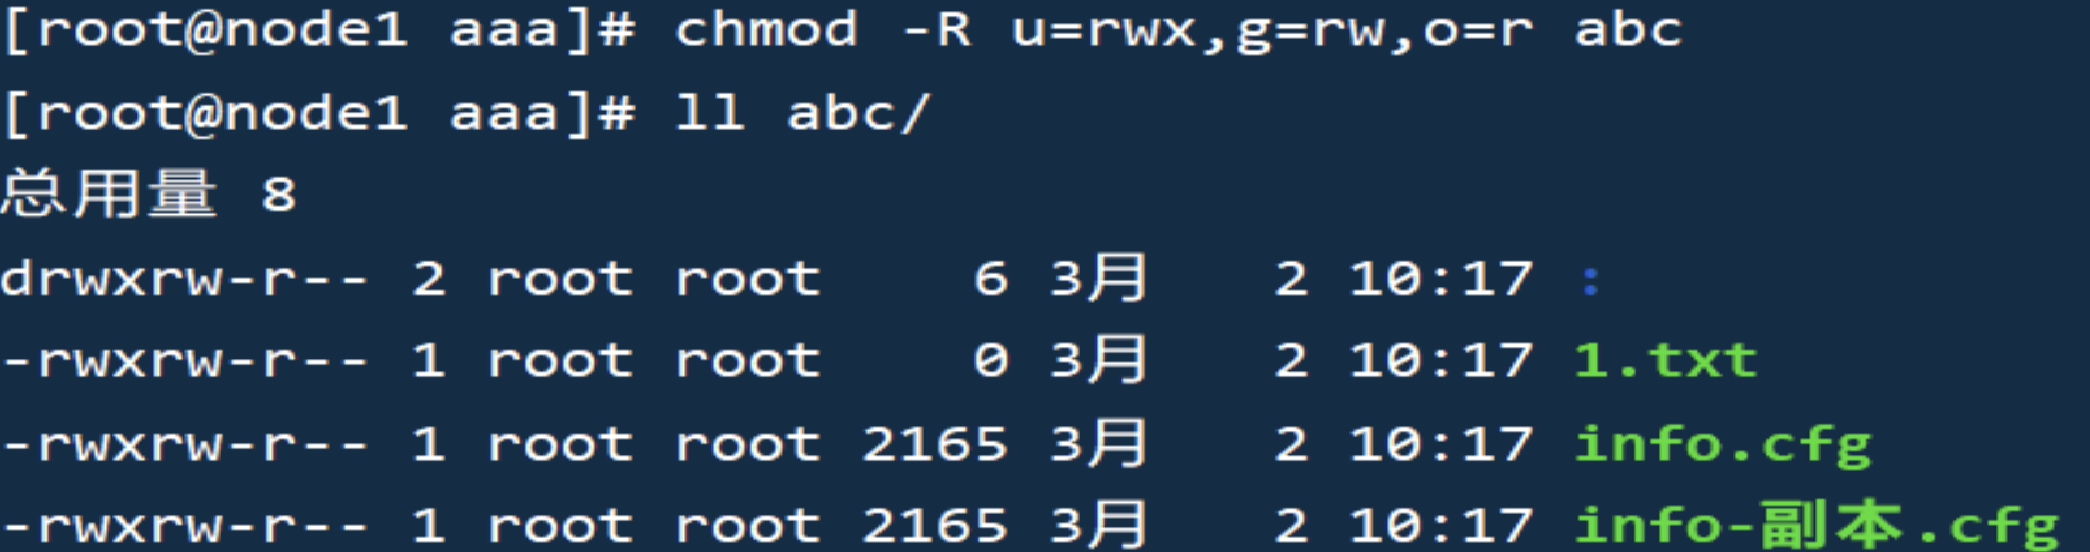 [root@node1 aaa]# chmod -R u=rwx,g=rw,o=r abc
[root@node1 aaa]# ll abc/
总用量 8
drwxrw-r-- 2 root root    6 3月   2 10:17 :
-rwxrw-r-- 1 root root    0 3月   2 10:17 1.txt
-rwxrw-r-- 1 root root 2165 3月   2 10:17 info.cfg
-rwxrw-r-- 1 root root 2165 3月   2 10:17 info-副本.cfg